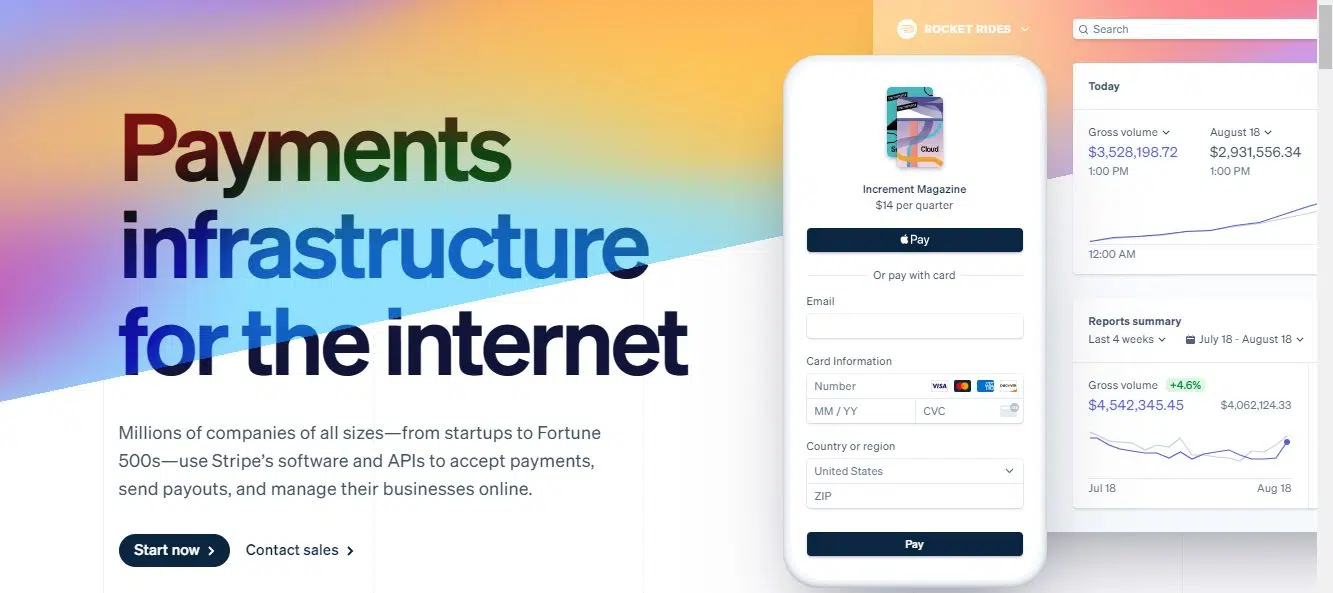 Payments
infrastructure
for the internet
Millions of companies of all sizes—from startups to Fortune
500s—use Stripe's software and APIs to accept payments,
send payouts, and manage their businesses online.
Start now
Contact sales
Cloud
Increment Magazine
$14 per quarter
Pay
Or pay with card
Email
Card Information
Number
VISA
MM / YY
CVC
Country or region
United States
ZIP
Pay
ROCKET RIDES
Search
Today
Gross volume
August 18
$3,528,198.72
$2,931,556.34
1:00 PM
1:00 PM
12:00 AM
Reports summary
Last 4 weeks
July 18 - August 18
Gross volume
+4.6%
$4,542,345.45
$4,062,124.33
Jul 18
Aug 18